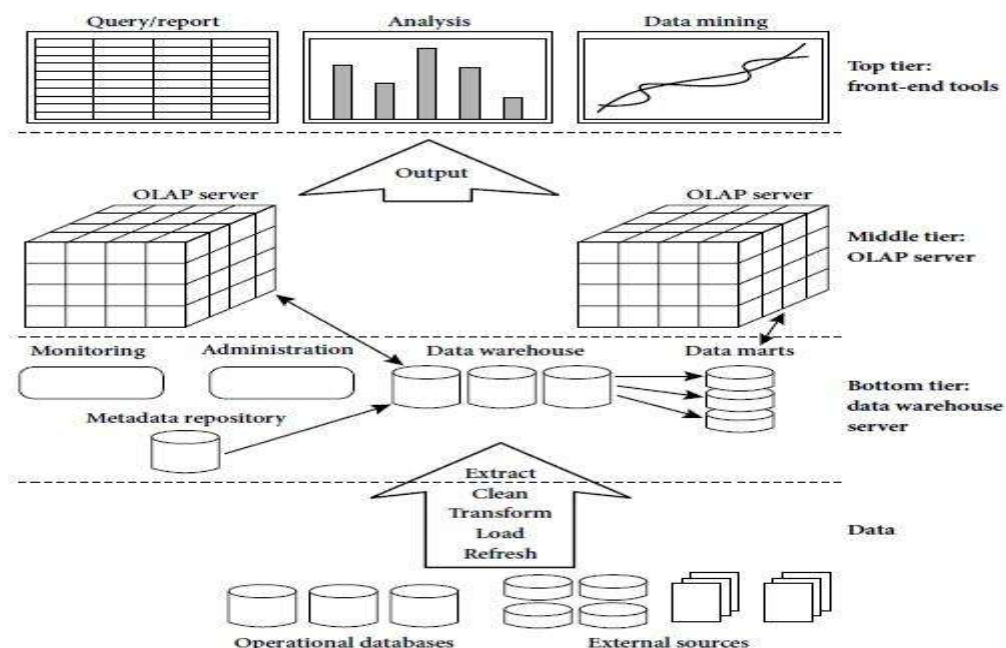 Query/report
Analysis
Data mining
Top tier:
front-end tools
Output
OLAP server
OLAP server
Middle tier:
OLAP server
Monitoring
Administration
Data warehouse
Data marts
Bottom tier:
data warehouse
server
Metadata repository
Extract
Clean
Transform
Load
Refresh
Data
Operational databases
External sources